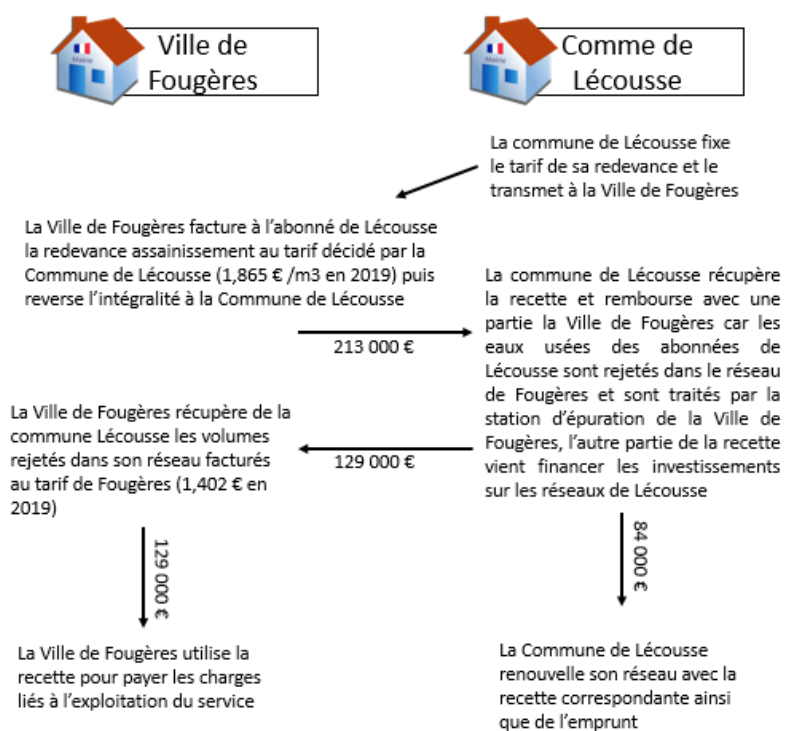 Mairie
Ville de
Fougères
Mairie
Comme de
Lécousse
La commune de Lécousse fixe
le tarif de sa redevance et le
transmet à la Ville de Fougères
La Ville de Fougères facture à l'abonné de Lécousse
la redevance assainissement au tarif décidé par la
Commune de Lécousse (1,865 € /m3 en 2019) puis
reverse l'intégralité à la Commune de Lécousse
213 000 €
La commune de Lécousse récupère
la recette et rembourse avec une
partie la Ville de Fougères car les
eaux usées des abonnées de
Lécousse sont rejetés dans le réseau
de Fougères et sont traités par la
station d'épuration de la Ville de
Fougères, l'autre partie de la recette
vient financer les investissements
sur les réseaux de Lécousse
129 000 €
La Ville de Fougères récupère de la
commune Lécousse les volumes
rejetés dans son réseau facturés
au tarif de Fougères (1,402 € en
2019)
129 000 €
84 000 €
La Ville de Fougères utilise la
recette pour payer les charges
liés à l'exploitation du service
La Commune de Lécousse
renouvelle son réseau avec la
recette correspondante ainsi
que de l'emprunt